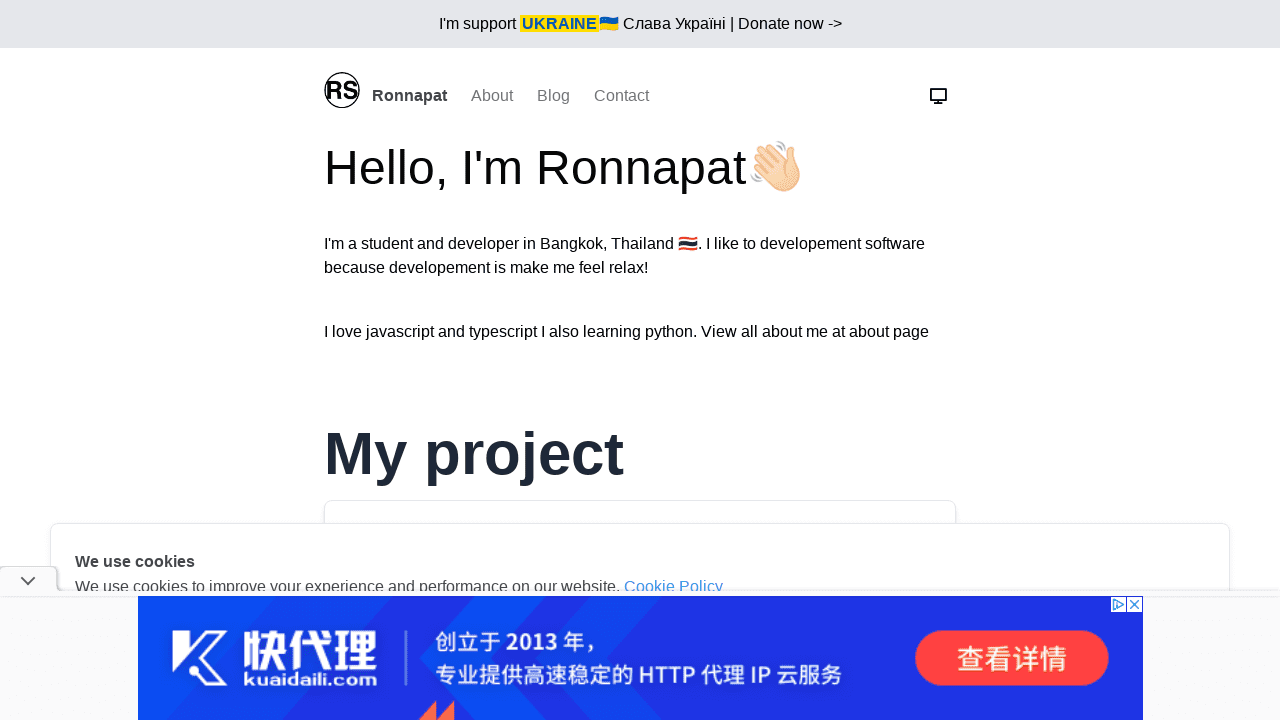 I'm support UKRAINE🇺🇦 Слава Україні | Donate now ->
RS Ronnapat About Blog Contact
Hello, I'm Ronnapat👋🏻
I'm a student and developer in Bangkok, Thailand 🇹🇭. I like to developement software
because developement is make me feel relax!
I love javascript and typescript I also learning python. View all about me at about page
My project
We use cookies
We use cookies to improve your experience and performance on our website. Cookie Policy
快代理
kuaidaili.com
创立于 2013 年，
专业提供高速稳定的 HTTP 代理 IP 云服务
查看详情